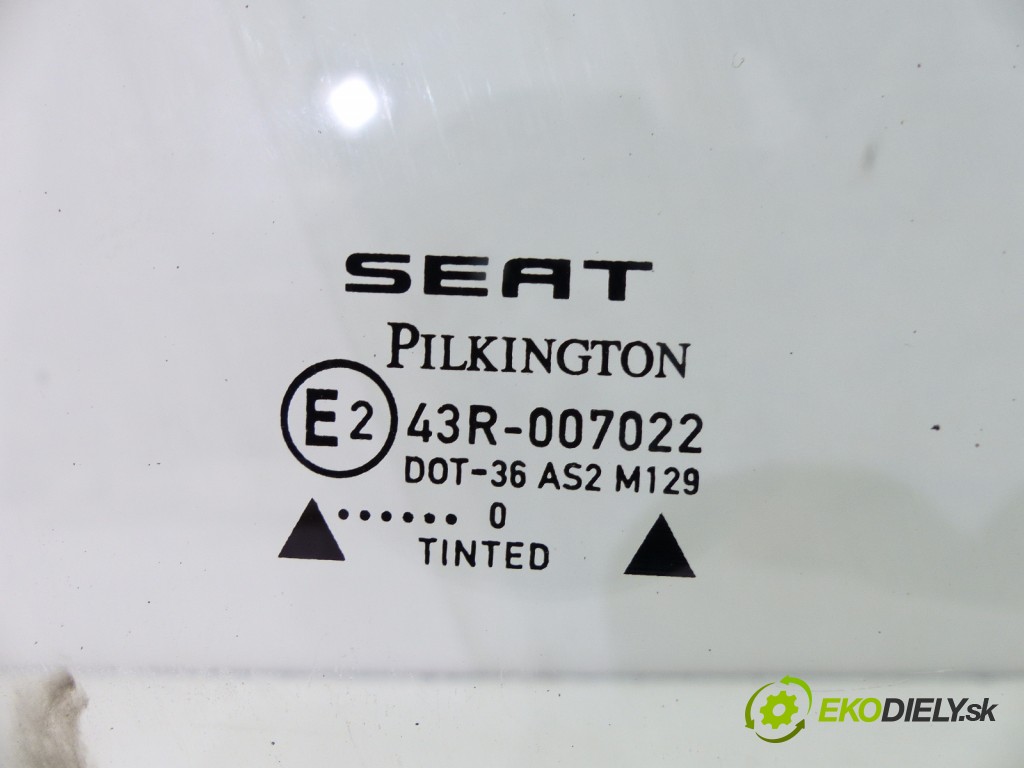 SEAT
PILKINGTON
E2 43R-007022
DOT-36 AS2 M129
...... 0
TINTED
EKODIELY.sk